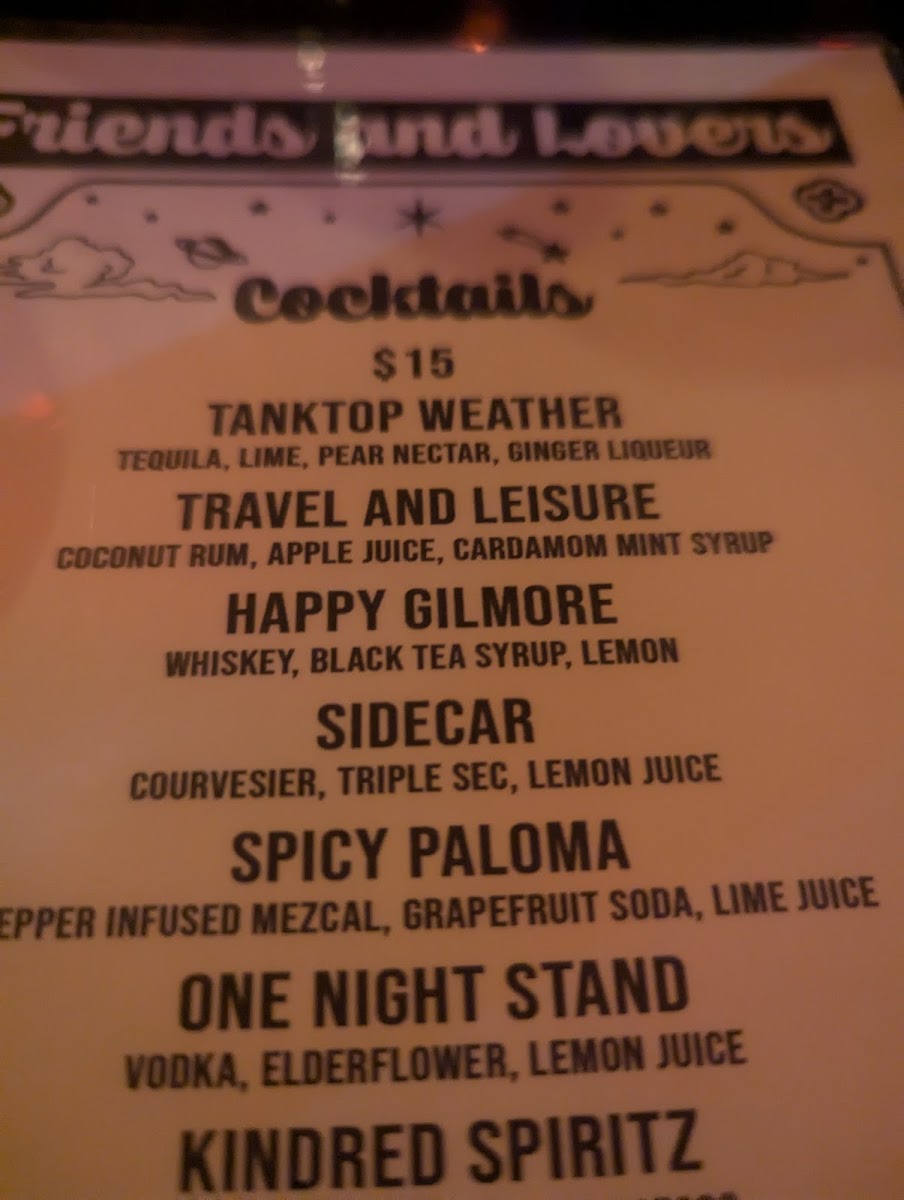 Friends and Lovers
Cocktails
$15
TANKTOP WEATHER
TEQUILA, LIME, PEAR NECTAR, GINGER LIQUEUR
TRAVEL AND LEISURE
COCONUT RUM, APPLE JUICE, CARDAMOM MINT SYRUP
HAPPY GILMORE
WHISKEY, BLACK TEA SYRUP, LEMON
SIDECAR
COURVESIER, TRIPLE SEC, LEMON JUICE
SPICY PALOMA
EPPER INFUSED MEZCAL, GRAPEFRUIT SODA, LIME JUICE
ONE NIGHT STAND
VODKA, ELDERFLOWER, LEMON JUICE
KINDRED SPIRITZ